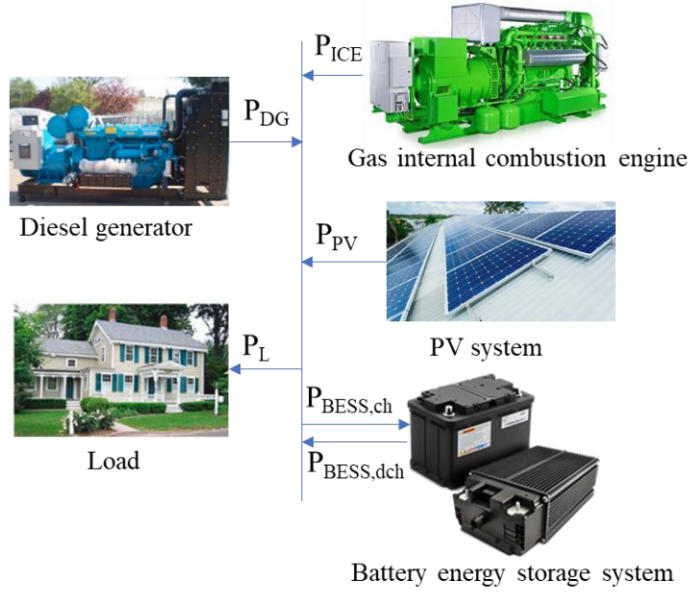 P_ICE
Gas internal combustion engine
P_DG
Diesel generator
P_PV
PV system
P_L
Load
P_BESS,ch
P_BESS,dch
Battery energy storage system